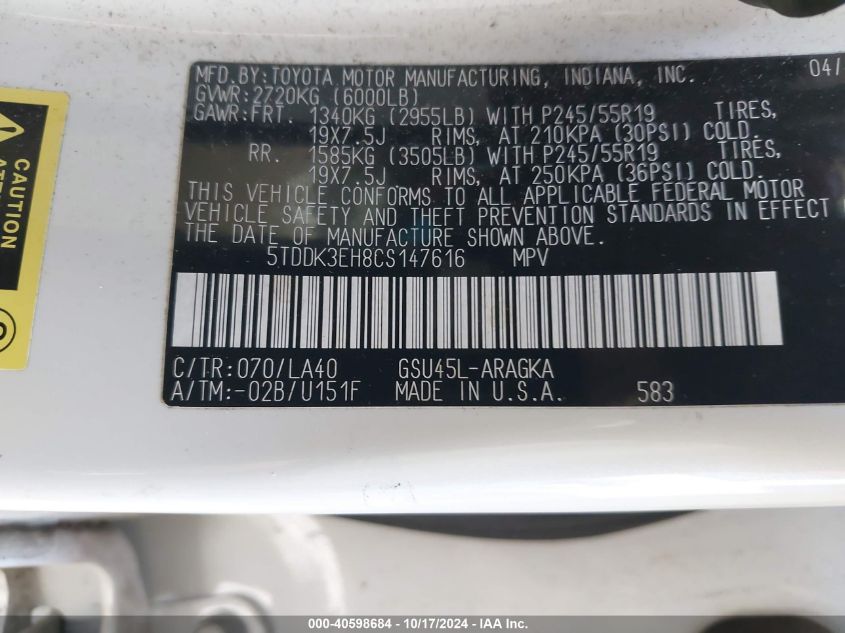 MFD.BY:TOYOTA MOTOR MANUFACTURING, INDIANA, INC. 04/
GVWR:2720KG (6000LB)
GAWR:FRT. 1340KG (2955LB) WITH P245/55R19 TIRES,
19X7.5J RIMS, AT 210KPA (30PSI) COLD.
RR. 1585KG (3505LB) WITH P245/55R19 TIRES,
19X7.5J RIMS, AT 250KPA (36PSI) COLD.
THIS VEHICLE CONFORMS TO ALL APPLICABLE FEDERAL MOTOR
VEHICLE SAFETY AND THEFT PREVENTION STANDARDS IN EFFECT
THE DATE OF MANUFACTURE SHOWN ABOVE.
5TDDK3EH8CS147616 MPV
C/TR:070/LA40 GSU45L-ARAGKA
A/TM:-02B/U151F MADE IN U.S.A. 583
CAUTION
000-40598684 - 10/17/2024 - IAAI.com